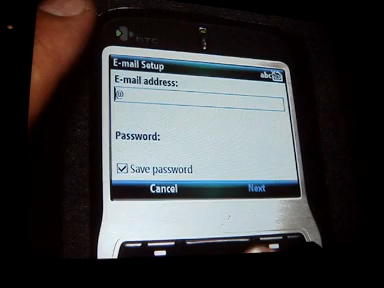 HTC
E-mail Setup
abc
E-mail address:
@
Password:
Save password
Cancel Next